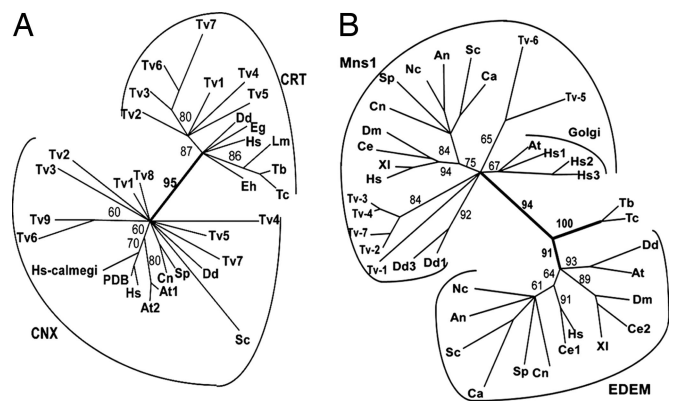 A
Tv7
CRT
Tv6
Tv1
Tv4
Tv3
Tv5
80
Tv2
Dd
Eg
87
Hs
Lm
86
Tb
Eh
Tc
95
Tv2
Tv3
Tv8
Tv1
Tv9
60
Tv4
Tv6
60
Tv5
70
Tv7
80
Hs-calmegi
PDB
Cn
Sp
Dd
Hs
At1
At2
CNX
Sc
B
Mns1
Tv-6
An
Sc
Nc
Sp
Ca
Cn
Tv-5
65
Golgi
Dm
84
At
Ce
Hs1
Xl
75
67
Hs2
94
Hs3
Hs
Tv-3
84
Tv-4
92
94
Tb
100
Tc
Tv-7
Tv-2
Tv-1
Dd3
Dd1
91
Dd
93
At
64
89
Nc
61
Dm
91
An
Hs
Ce2
Sc
Ce1
Xl
Sp
Cn
Ca
EDEM